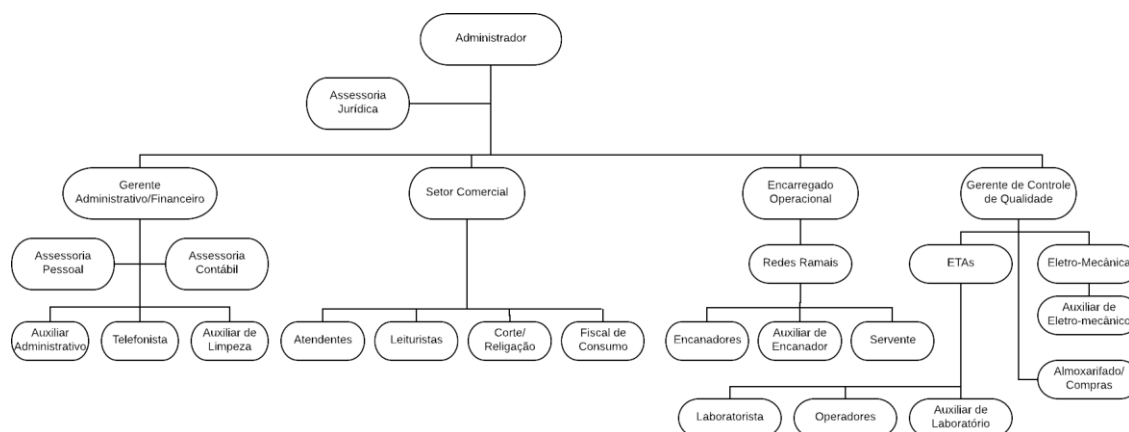 Administrador
Assessoria
Jurídica
Gerente
Administrativo/Financeiro
Setor Comercial
Encarregado
Operacional
Gerente de Controle
de Qualidade
Assessoria
Pessoal
Assessoria
Contábil
Redes Ramais
ETAs
Eletro-Mecânica
Auxiliar de
Eletro-mecânico
Auxiliar
Administrativo
Telefonista
Auxiliar de
Limpeza
Atendentes
Leituristas
Corte/
Religação
Fiscal de
Consumo
Encanadores
Auxiliar de
Encanador
Servente
Almoxarifado/
Compras
Laboratorista
Operadores
Auxiliar de
Laboratório